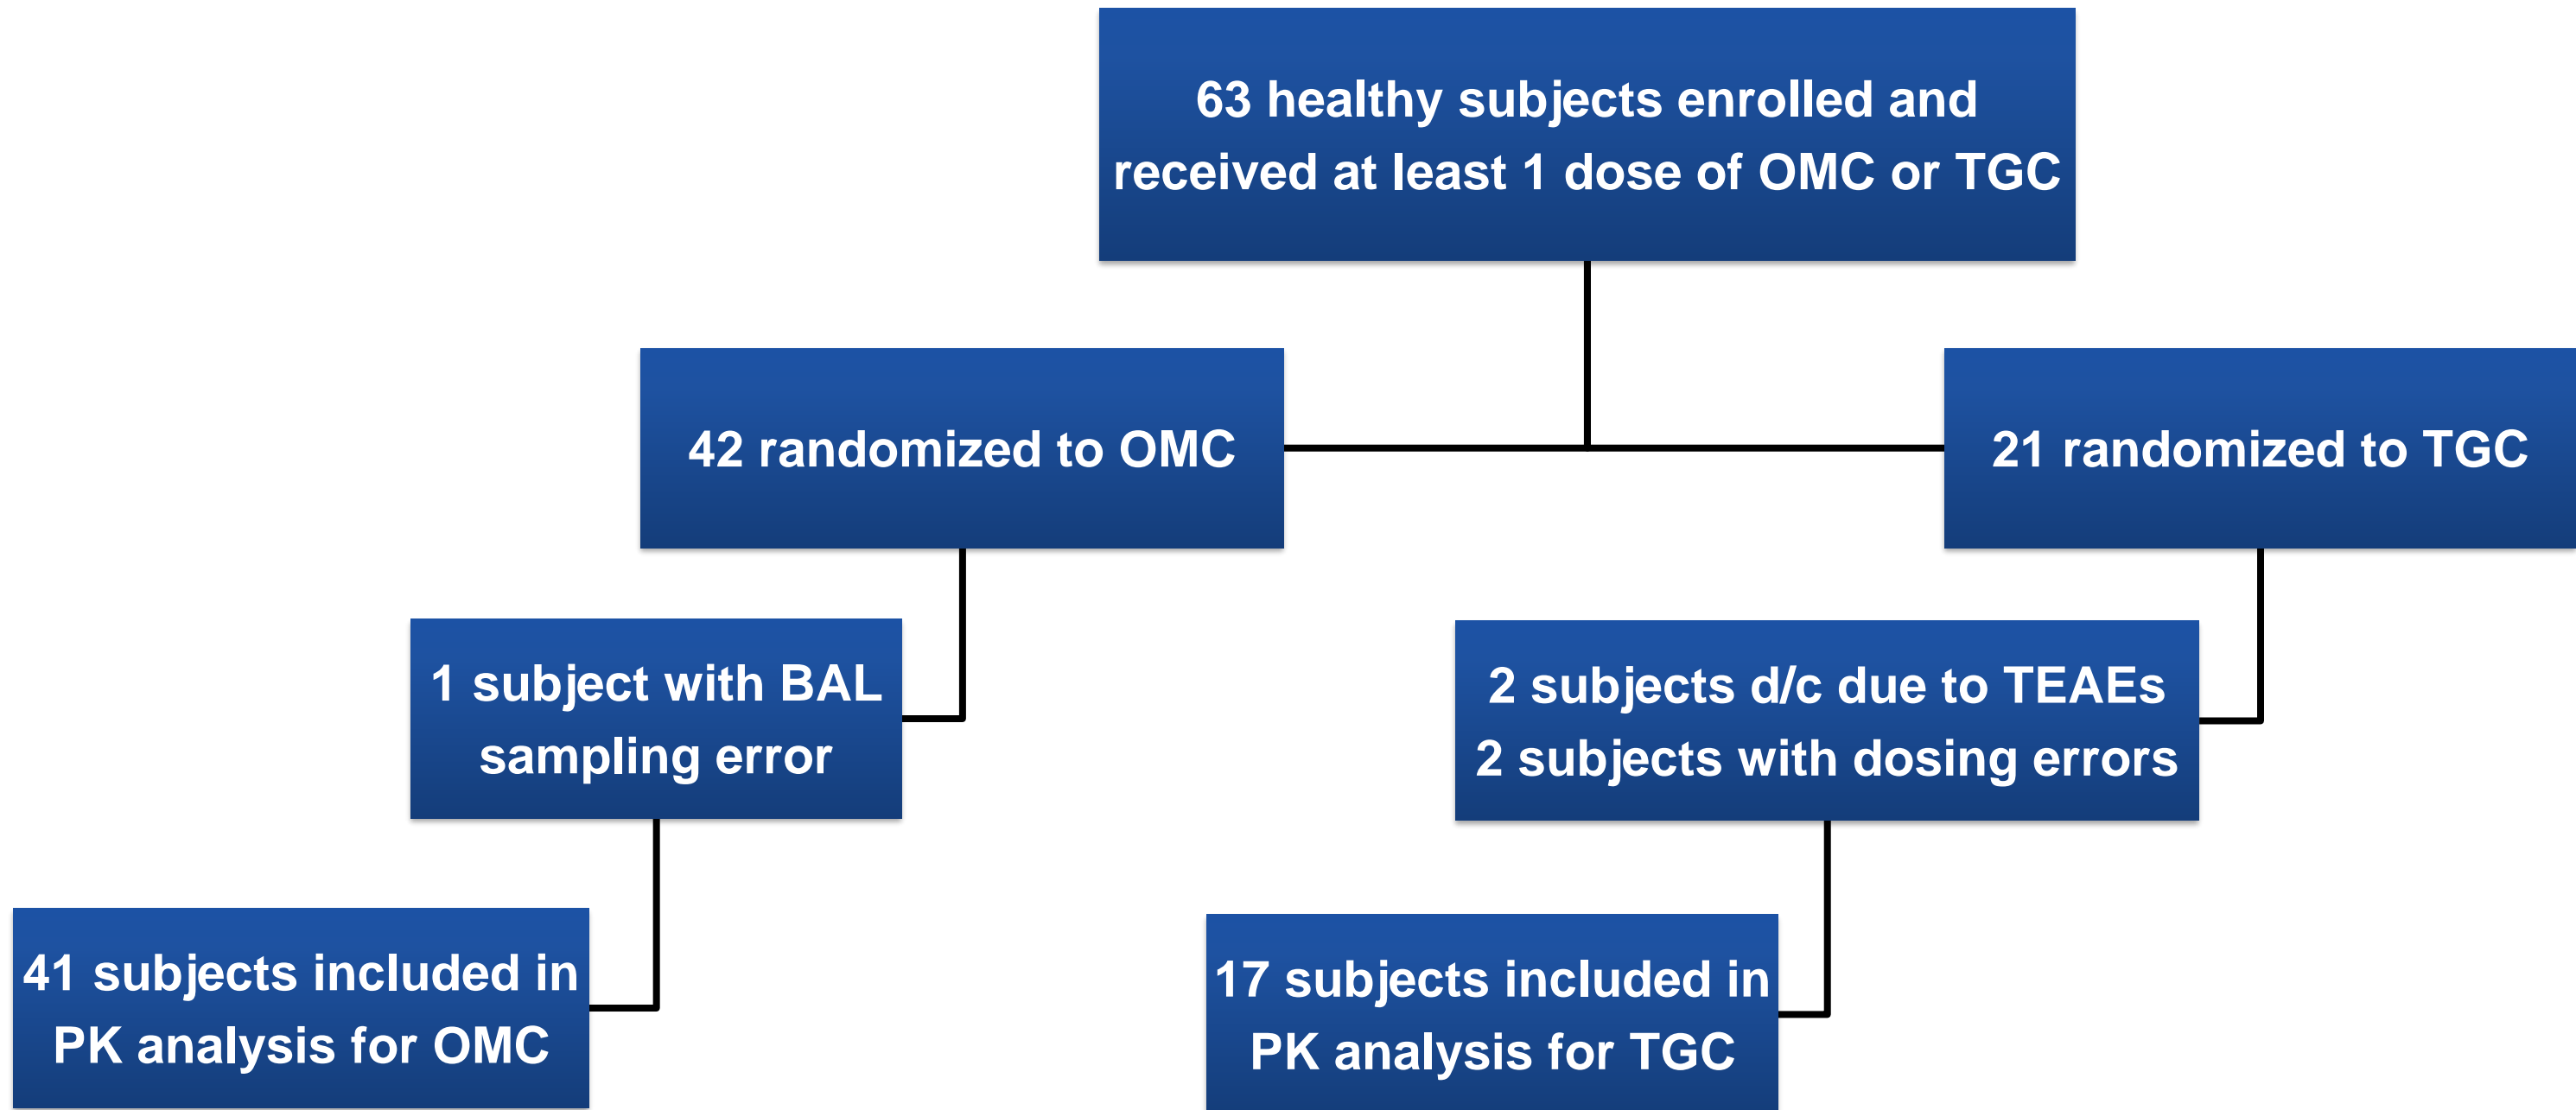 63 healthy subjects enrolled and
received at least 1 dose of OMC or TGC
42 randomized to OMC
21 randomized to TGC
1 subject with BAL
sampling error
2 subjects d/c due to TEAEs
2 subjects with dosing errors
41 subjects included in
PK analysis for OMC
17 subjects included in
PK analysis for TGC